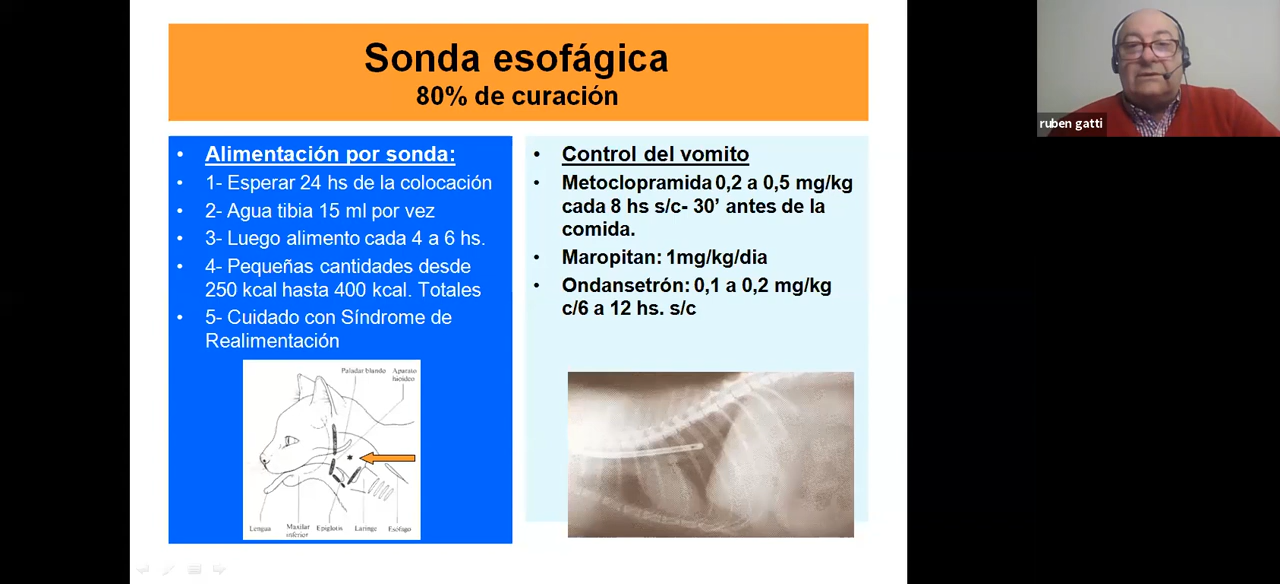 Sonda esofágica
80% de curación
• Alimentación por sonda:
• 1- Esperar 24 hs de la colocación
• 2- Agua tibia 15 ml por vez
• 3- Luego alimento cada 4 a 6 hs.
• 4- Pequeñas cantidades desde
250 kcal hasta 400 kcal. Totales
• 5- Cuidado con Síndrome de
Realimentación
Paladar blando Aparato
hioideo
Lengua Maxilar Epiglotis Laringe Esófago
inferior
• Control del vomito
• Metoclopramida 0,2 a 0,5 mg/kg
cada 8 hs s/c- 30’ antes de la
comida.
• Maropitan: 1mg/kg/dia
• Ondansetrón: 0,1 a 0,2 mg/kg
c/6 a 12 hs. s/c
ruben gatti